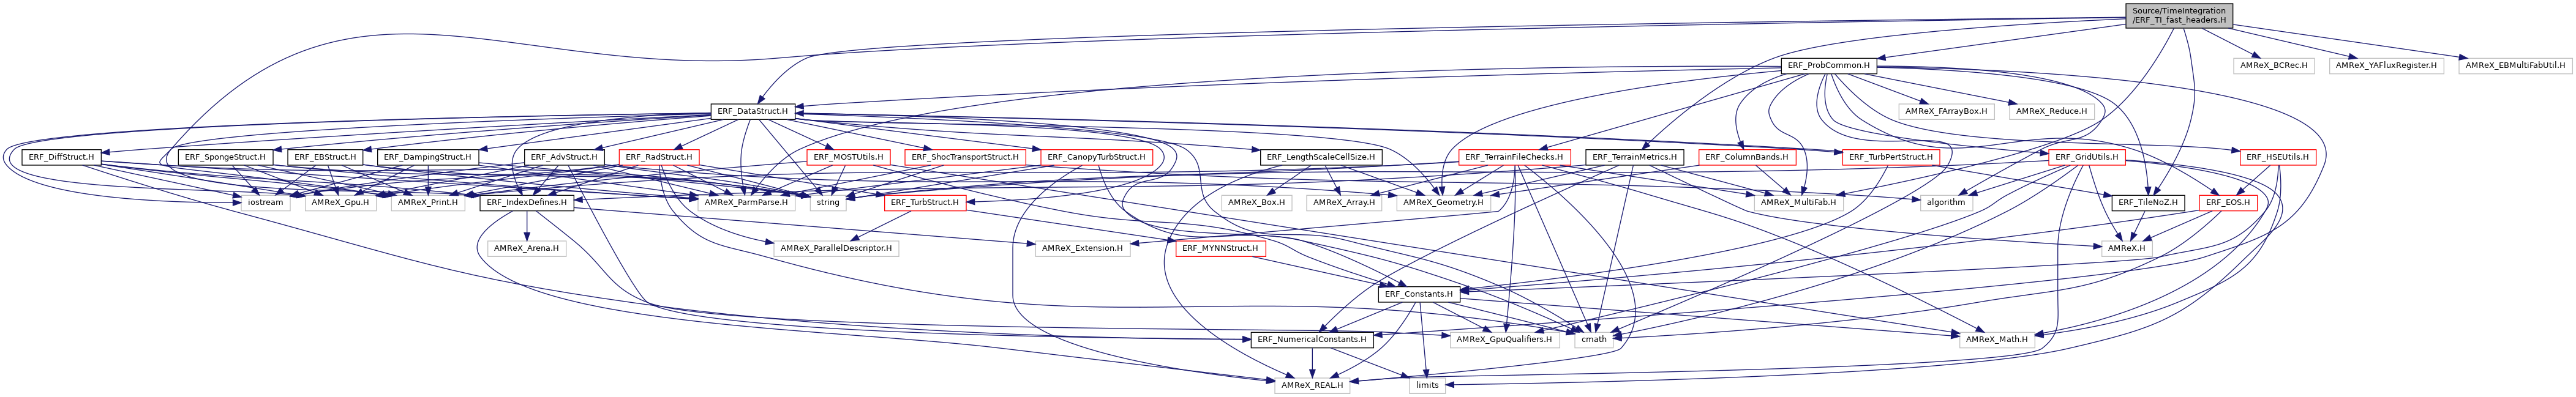 Source/TimeIntegration
/ERF_TI_fast_headers.H
ERF_ProbCommon.H
AMReX_BCRec.H
AMReX_YAFluxRegister.H
AMReX_EBMultiFabUtil.H
ERF_DataStruct.H
AMReX_FArrayBox.H
AMReX_Reduce.H
ERF_DiffStruct.H
ERF_SpongeStruct.H
ERF_EBStruct.H
ERF_DampingStruct.H
ERF_AdvStruct.H
ERF_RadStruct.H
ERF_MOSTUtils.H
ERF_ShocTransportStruct.H
ERF_CanopyTurbStruct.H
ERF_LengthScaleCellSize.H
ERF_TerrainFileChecks.H
ERF_TerrainMetrics.H
ERF_ColumnBands.H
ERF_TurbPertStruct.H
ERF_GridUtils.H
ERF_HSEUtils.H
iostream
AMReX_Gpu.H
AMReX_Print.H
ERF_IndexDefines.H
AMReX_ParmParse.H
string
ERF_TurbStruct.H
AMReX_Box.H
AMReX_Array.H
AMReX_Geometry.H
AMReX_MultiFab.H
algorithm
ERF_TileNoZ.H
ERF_EOS.H
AMReX_Arena.H
AMReX_ParallelDescriptor.H
AMReX_Extension.H
ERF_MYNNStruct.H
AMReX.H
ERF_Constants.H
ERF_NumericalConstants.H
AMReX_GpuQualifiers.H
cmath
AMReX_Math.H
AMReX_REAL.H
limits